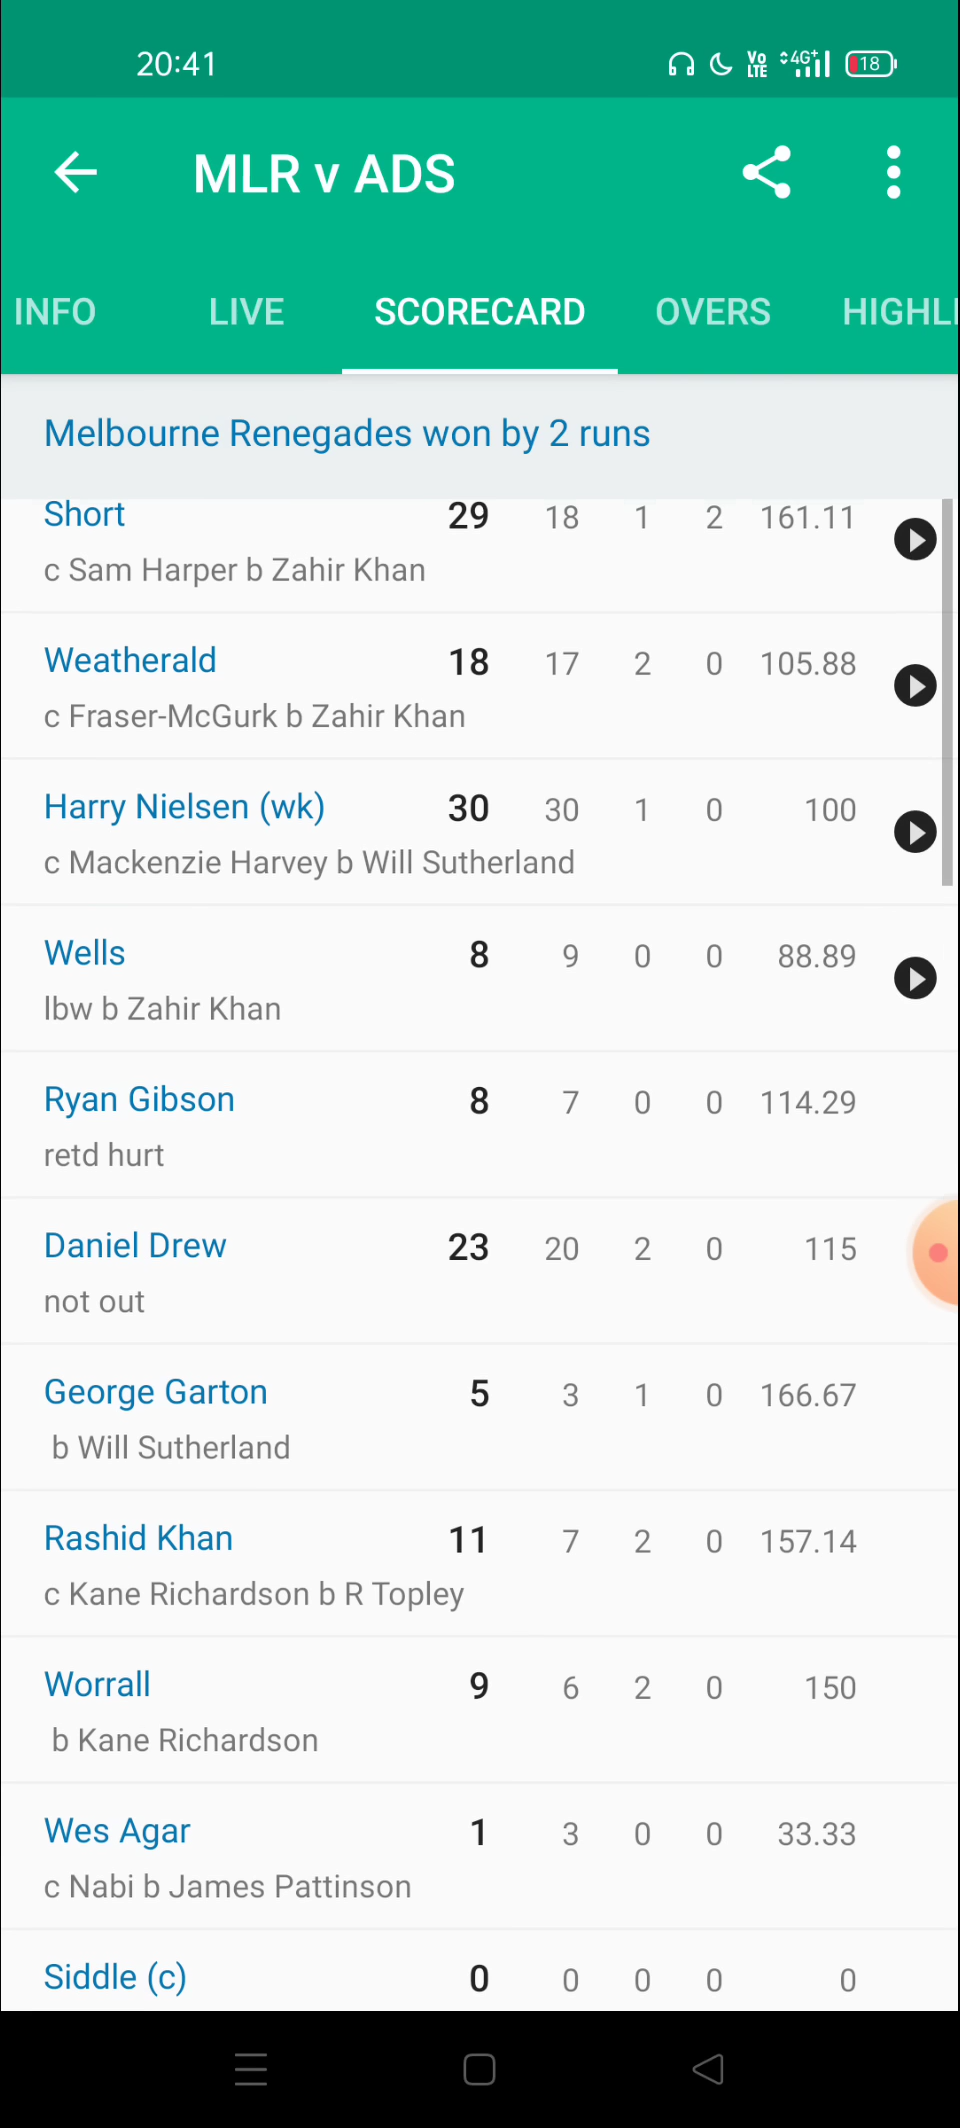 20:41 Vo LTE 4G+ 18
MLR v ADS
INFO LIVE SCORECARD OVERS HIGHLI
Melbourne Renegades won by 2 runs
Short 29 18 1 2 161.11
c Sam Harper b Zahir Khan
Weatherald 18 17 2 0 105.88
c Fraser-McGurk b Zahir Khan
Harry Nielsen (wk) 30 30 1 0 100
c Mackenzie Harvey b Will Sutherland
Wells 8 9 0 0 88.89
lbw b Zahir Khan
Ryan Gibson 8 7 0 0 114.29
retd hurt
Daniel Drew 23 20 2 0 115
not out
George Garton 5 3 1 0 166.67
b Will Sutherland
Rashid Khan 11 7 2 0 157.14
c Kane Richardson b R Topley
Worrall 9 6 2 0 150
b Kane Richardson
Wes Agar 1 3 0 0 33.33
c Nabi b James Pattinson
Siddle (c) 0 0 0 0 0